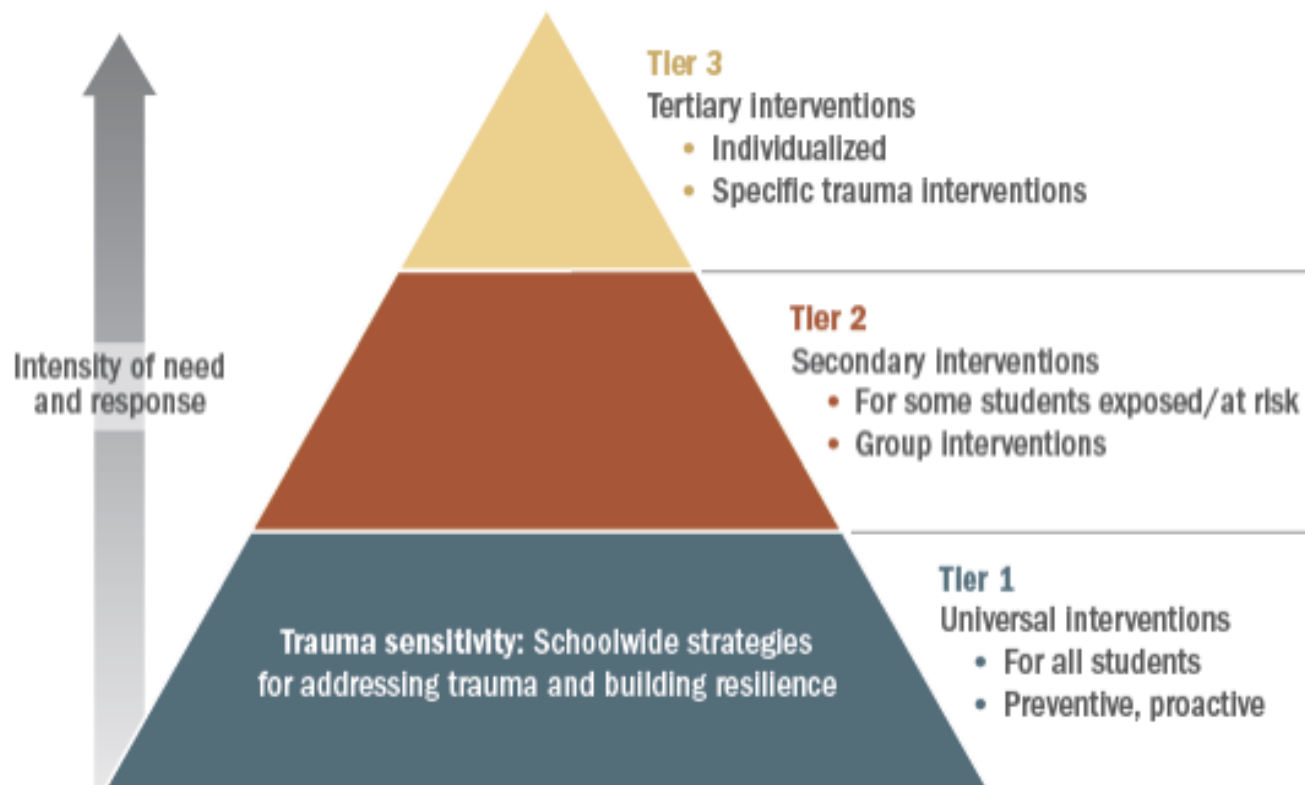 Tier 3
Tertiary interventions
• Individualized
• Specific trauma interventions
Tier 2
Secondary interventions
• For some students exposed/at risk
• Group interventions
Intensity of need
and response
Tier 1
Universal interventions
• For all students
• Preventive, proactive
Trauma sensitivity: Schoolwide strategies
for addressing trauma and building resilience